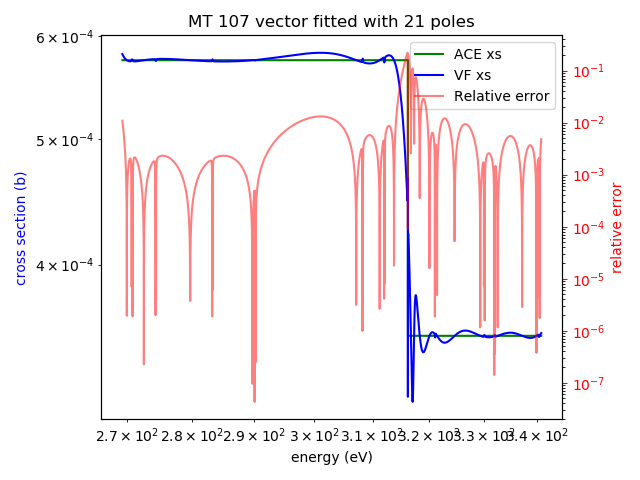 MT 107 vector fitted with 21 poles
ACE xs
VF xs
Relative error
6 × 10⁻⁴
5 × 10⁻⁴
4 × 10⁻⁴
cross section (b)
10⁻¹
10⁻²
10⁻³
10⁻⁴
10⁻⁵
10⁻⁶
10⁻⁷
relative error
2.7 × 10² 2.8 × 10² 2.9 × 10² 3 × 10² 3.1 × 10² 3.2 × 10² 3.3 × 10² 3.4 × 10²
energy (eV)